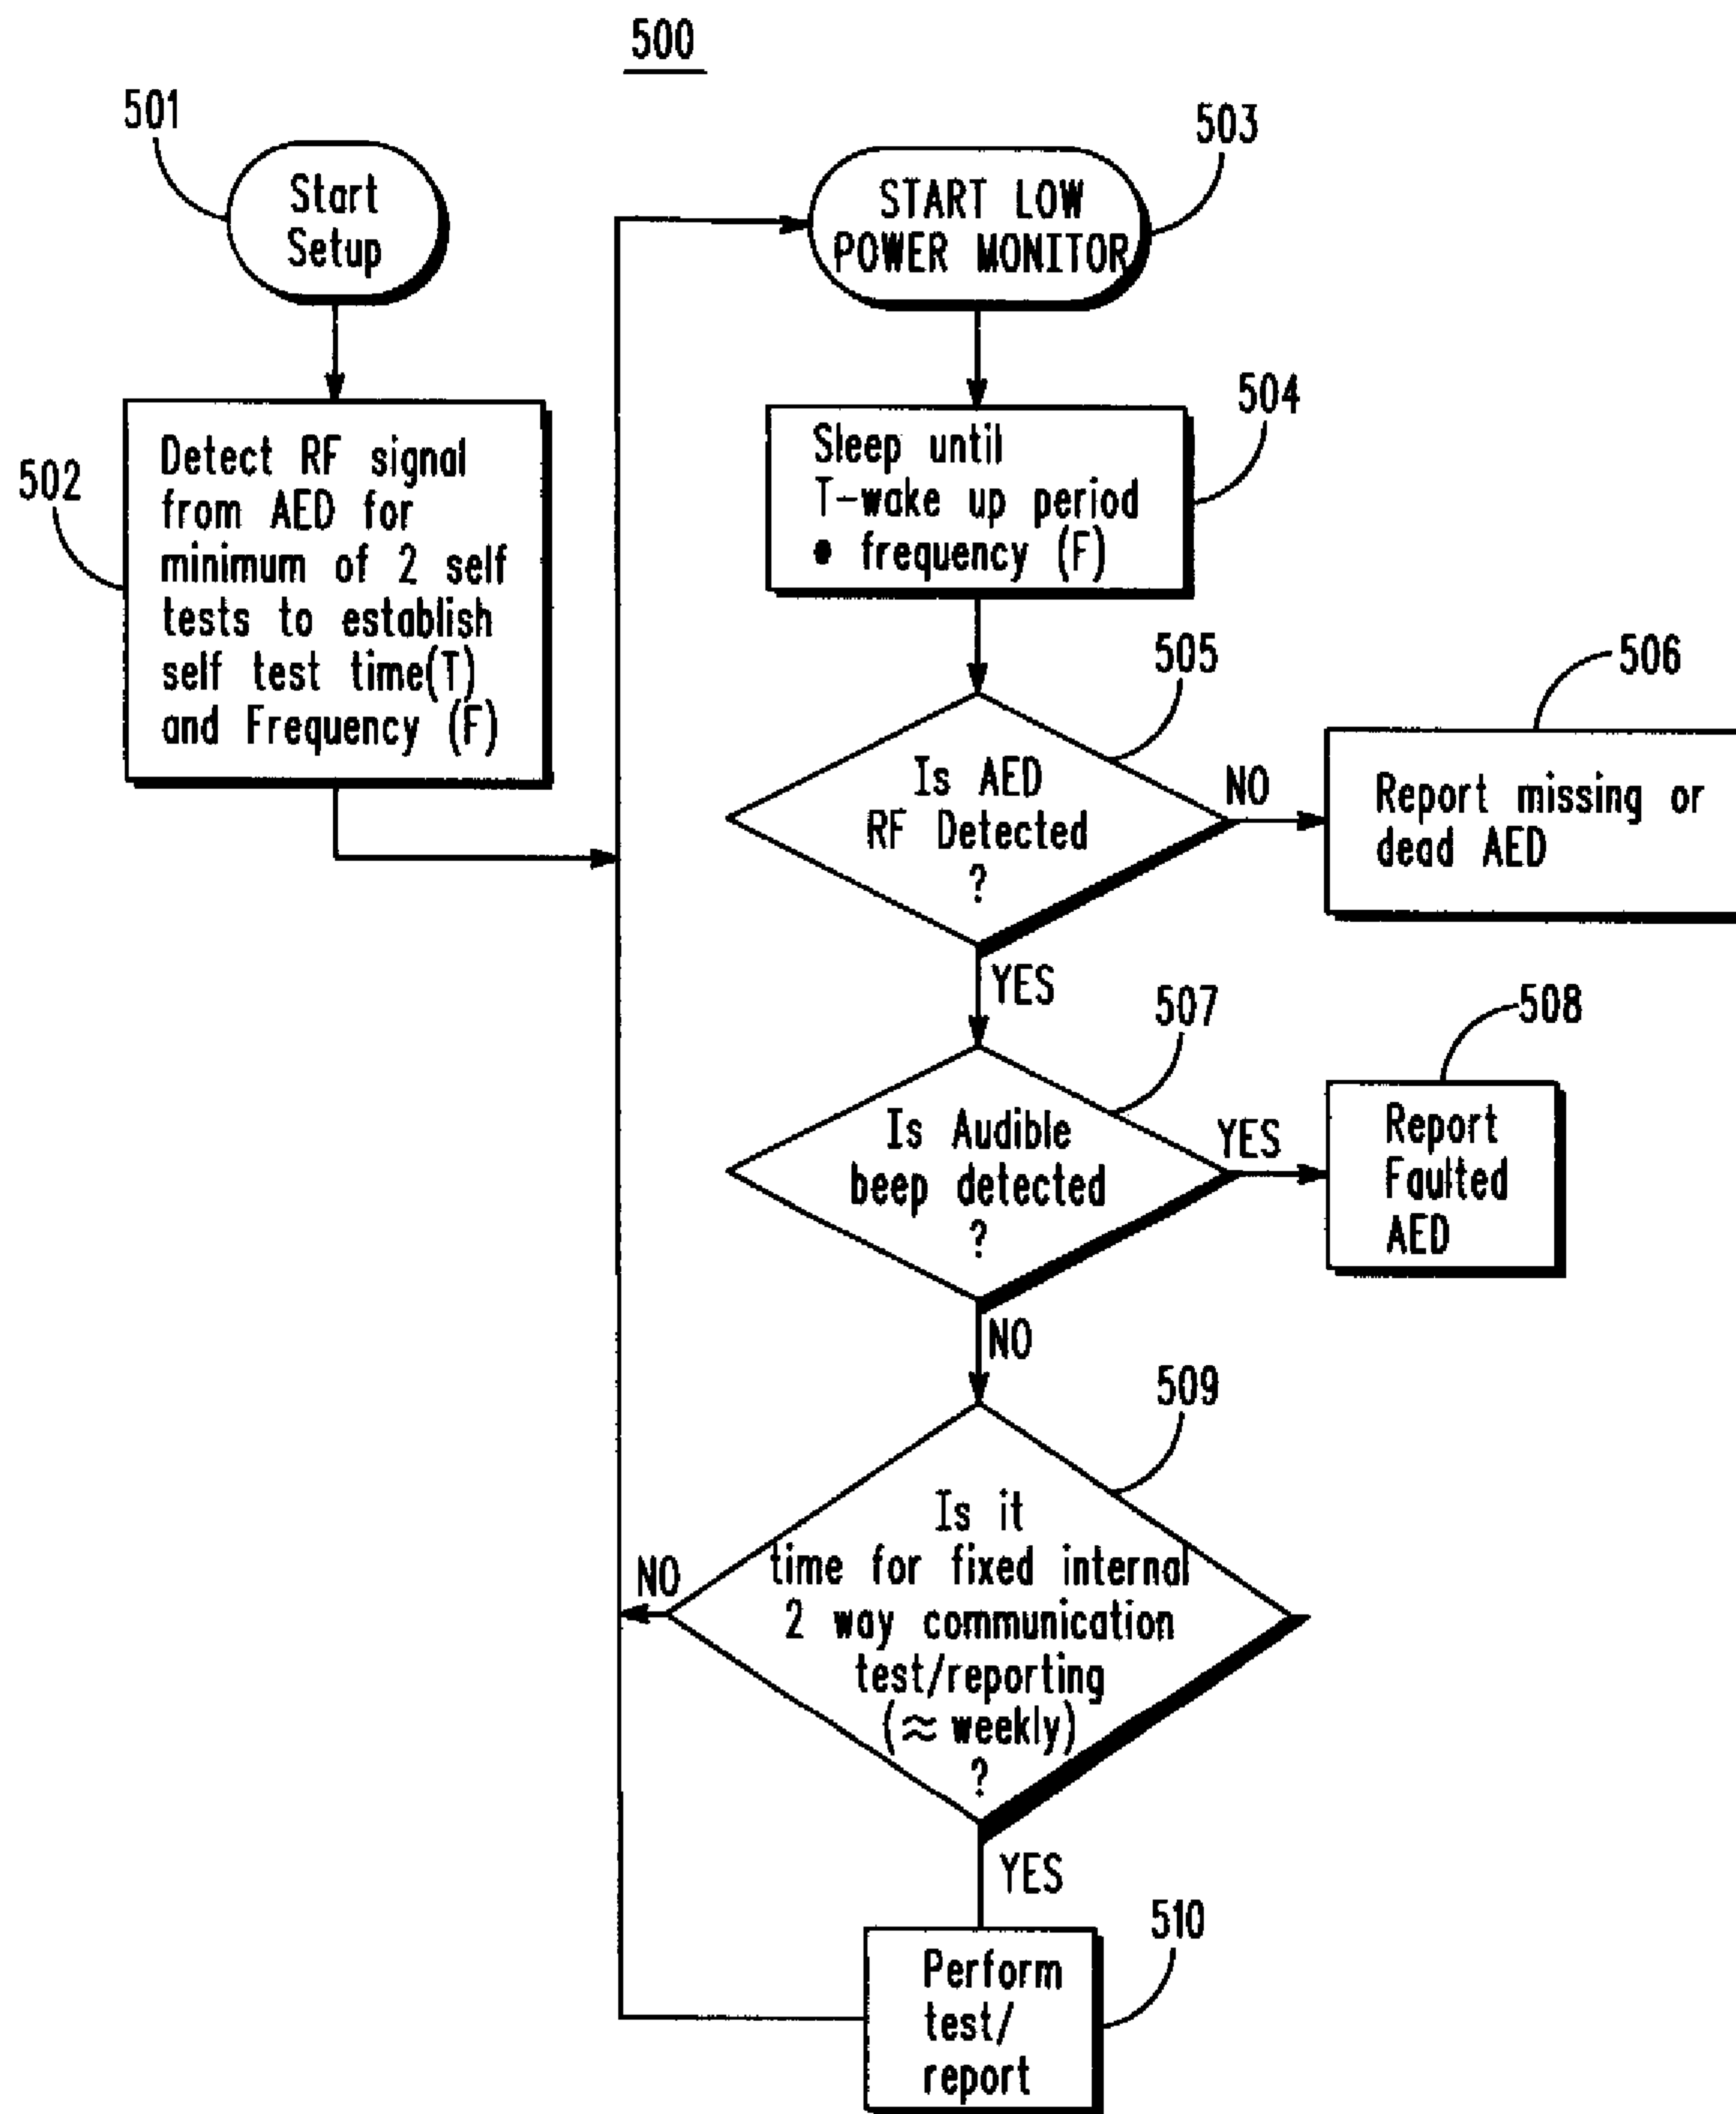 500
501
Start
Setup
502
Detect RF signal
from AED for
minimum of 2 self
tests to establish
self test time(T)
and Frequency (F)
503
START LOW
POWER MONITOR
504
Sleep until
T-wake up period
• frequency (F)
505
Is AED
RF Detected
?
NO
506
Report missing or
dead AED
YES
507
Is Audible
beep detected
?
YES
508
Report
Faulted
AED
NO
509
Is it
time for fixed internal
2 way communication
test/reporting
(≈ weekly)
?
NO
YES
510
Perform
test/
report